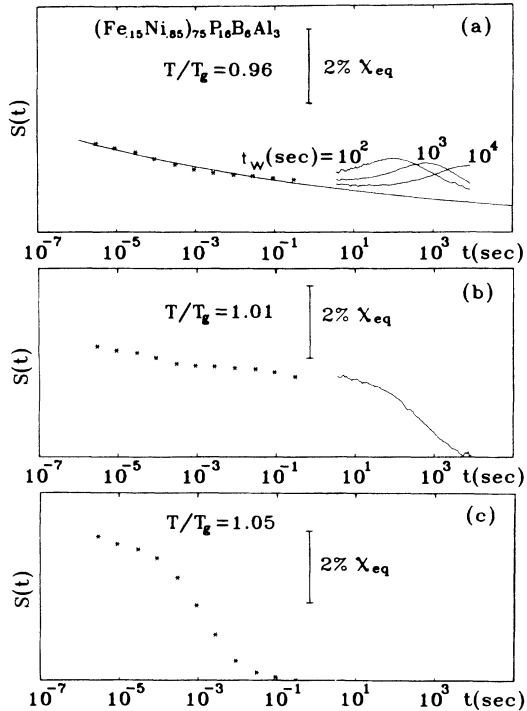 (Fe.15Ni.85)75P16B6Al3
(a)
T/Tg=0.96
2% χeq
S(t)
tw(sec)=10^2
10^3
10^4
10^-7 10^-5 10^-3 10^-1 10^1 10^3 t(sec)
(b)
T/Tg=1.01
2% χeq
S(t)
10^-7 10^-5 10^-3 10^-1 10^1 10^3 t(sec)
(c)
T/Tg=1.05
2% χeq
S(t)
10^-7 10^-5 10^-3 10^-1 10^1 10^3 t(sec)